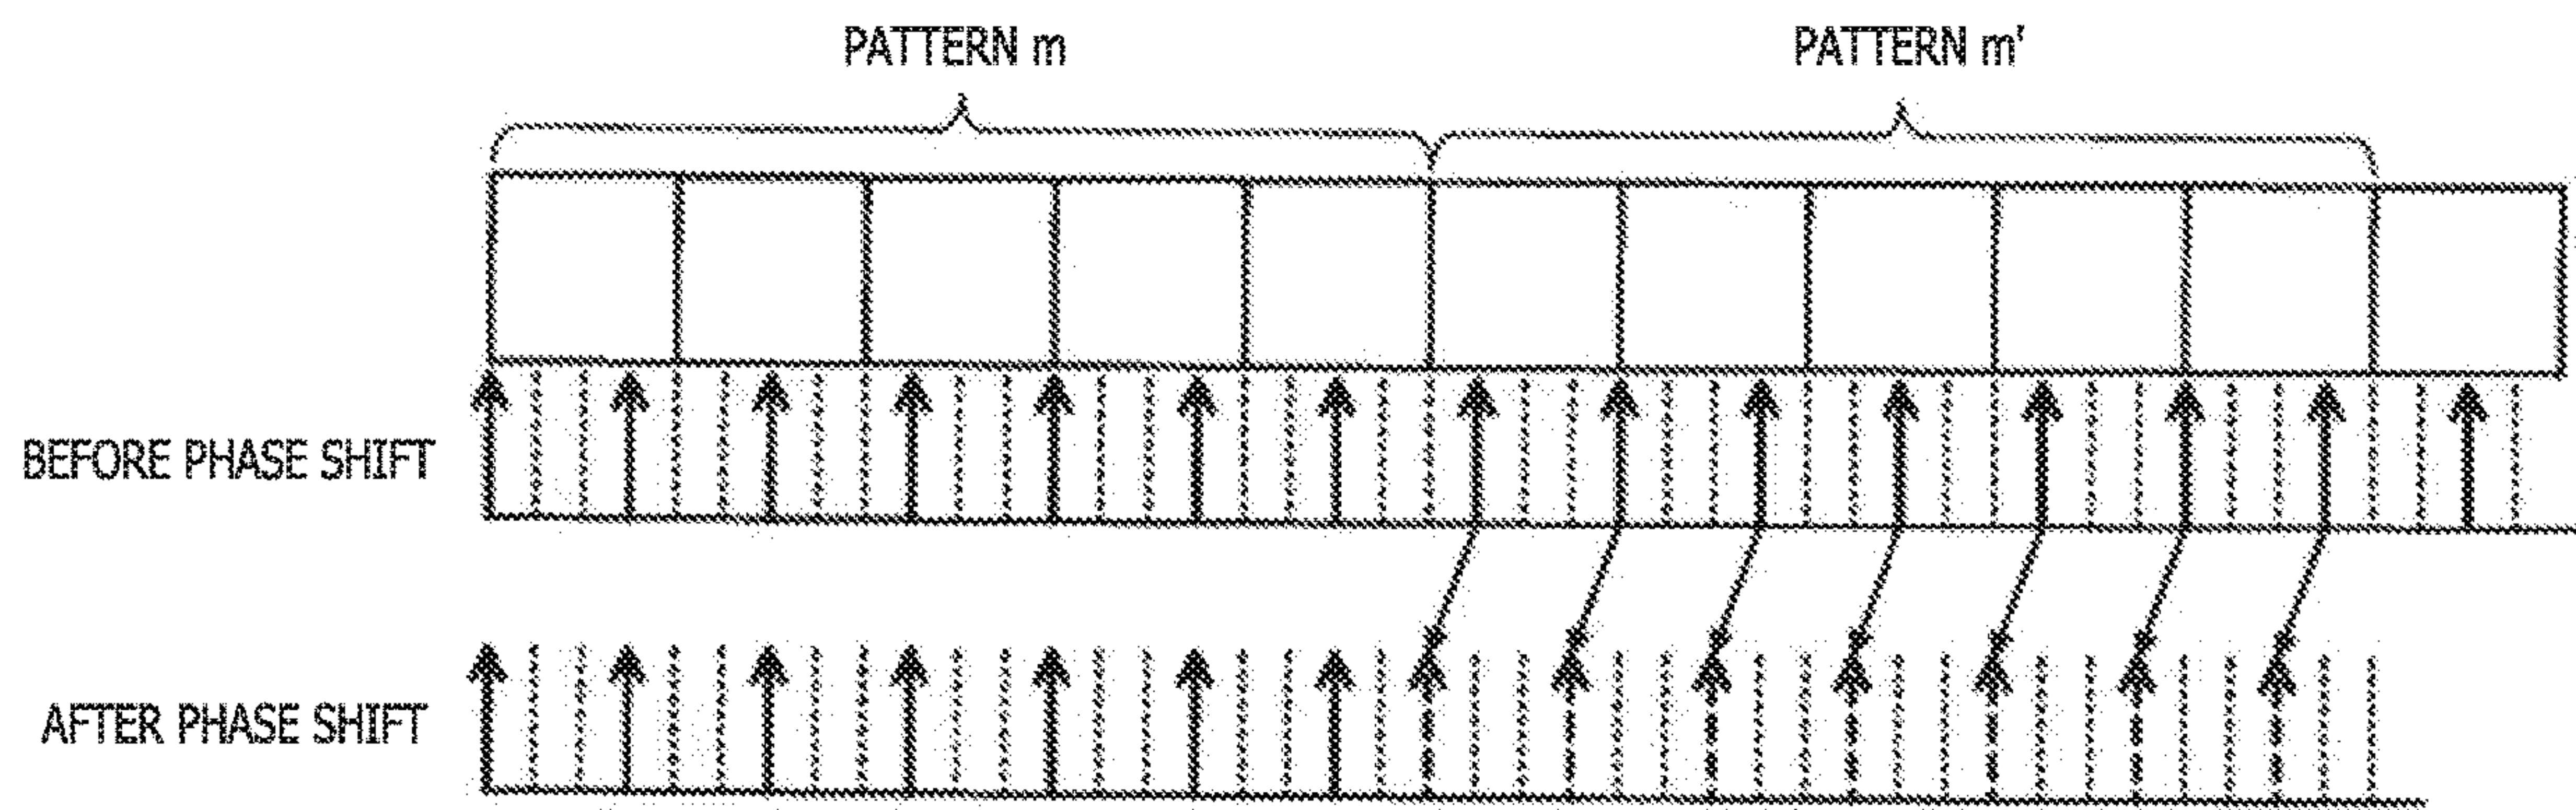 PATTERN m
PATTERN m'
BEFORE PHASE SHIFT
AFTER PHASE SHIFT